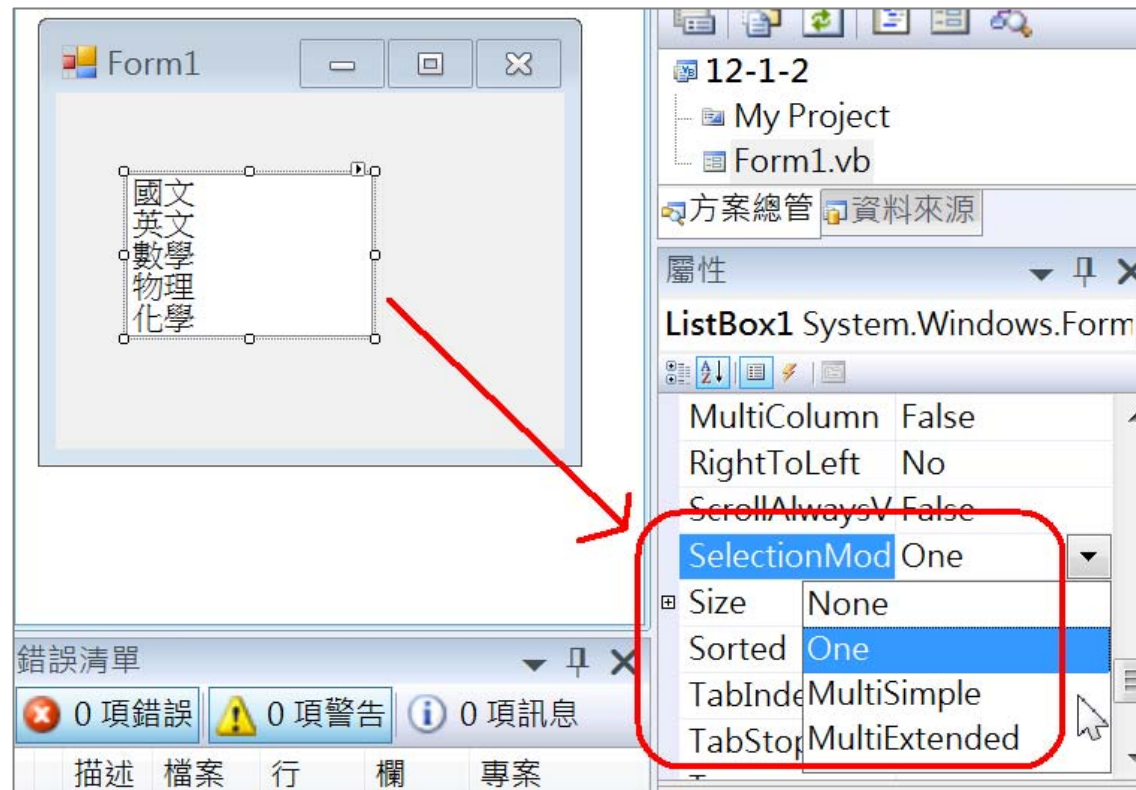 Form1
國文
英文
數學
物理
化學
12-1-2
My Project
Form1.vb
方案總管 資料來源
屬性
ListBox1 System.Windows.Form
MultiColumn False
RightToLeft No
ScrollAlwaysV False
SelectionMod One
Size None
Sorted One
TabInde MultiSimple
TabStop MultiExtended
錯誤清單
0 項錯誤 0 項警告 0 項訊息
描述 檔案 行 欄 專案